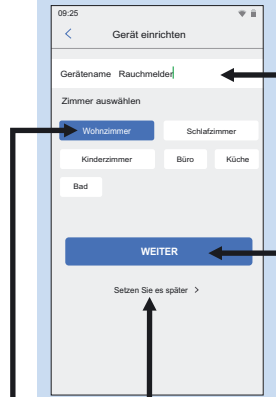 09:25
Gerät einrichten
Gerätename Rauchmelder
Zimmer auswählen
Wohnzimmer Schlafzimmer
Kinderzimmer Büro Küche
Bad
WEITER
Setzen Sie es später >